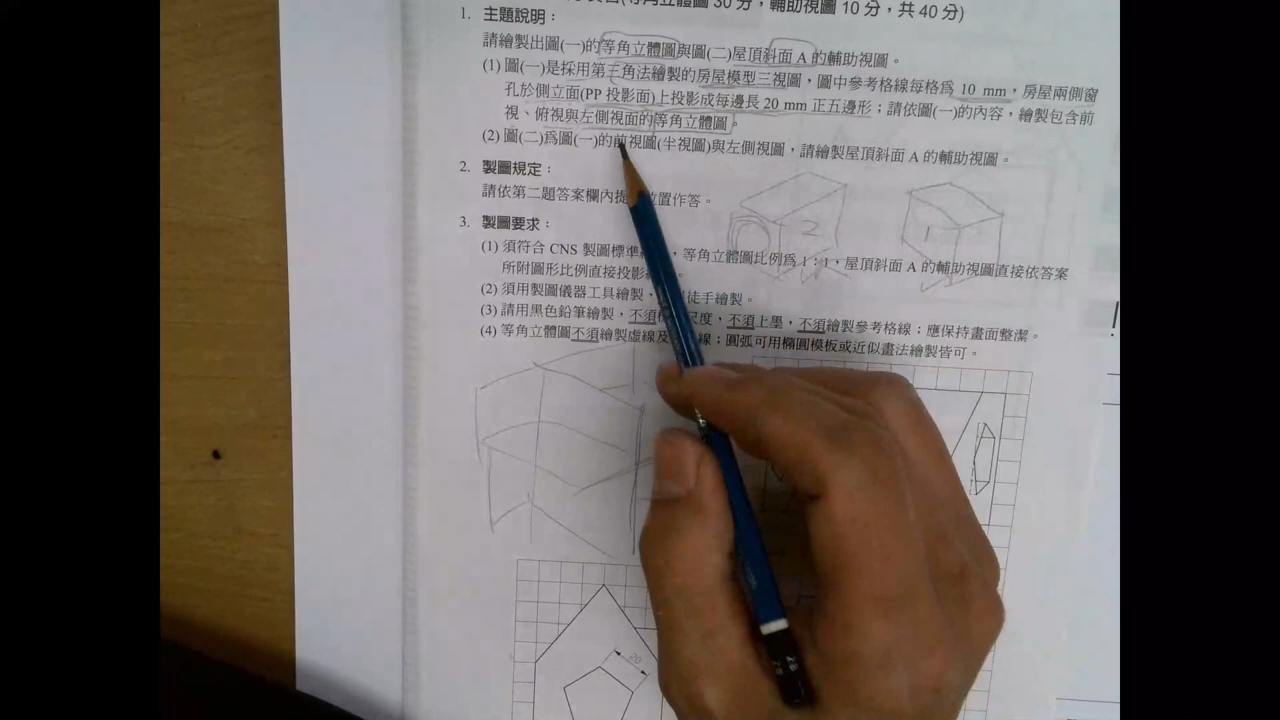 (等角立體圖 30 分，輔助視圖 10 分，共 40 分)
1. 主題說明：
請繪製出圖(一)的等角立體圖與圖(二)屋頂斜面 A 的輔助視圖。
(1) 圖(一)是採用第三角法繪製的房屋模型三視圖，圖中參考格線每格為 10 mm，房屋兩側窗
孔於側立面(PP 投影面)上投影成每邊長 20 mm 正五邊形；請依圖(一)的內容，繪製包含前
視、俯視與左側視面的等角立體圖。
(2) 圖(二)為圖(一)的前視圖(半視圖)與左側視圖，請繪製屋頂斜面 A 的輔助視圖。
2. 製圖規定：
請依第二題答案欄內提 位置作答。
2
1
3. 製圖要求：
(1) 須符合 CNS 製圖標準 ，等角立體圖比例為 1：1，屋頂斜面 A 的輔助視圖直接依答案
所附圖形比例直接投影 。
(2) 須用製圖儀器工具繪製， 徒手繪製。
(3) 請用黑色鉛筆繪製，不須 尺度，不須上墨，不須繪製參考格線；應保持畫面整潔。
(4) 等角立體圖不須繪製虛線及 線；圓弧可用橢圓模板或近似畫法繪製皆可。
20